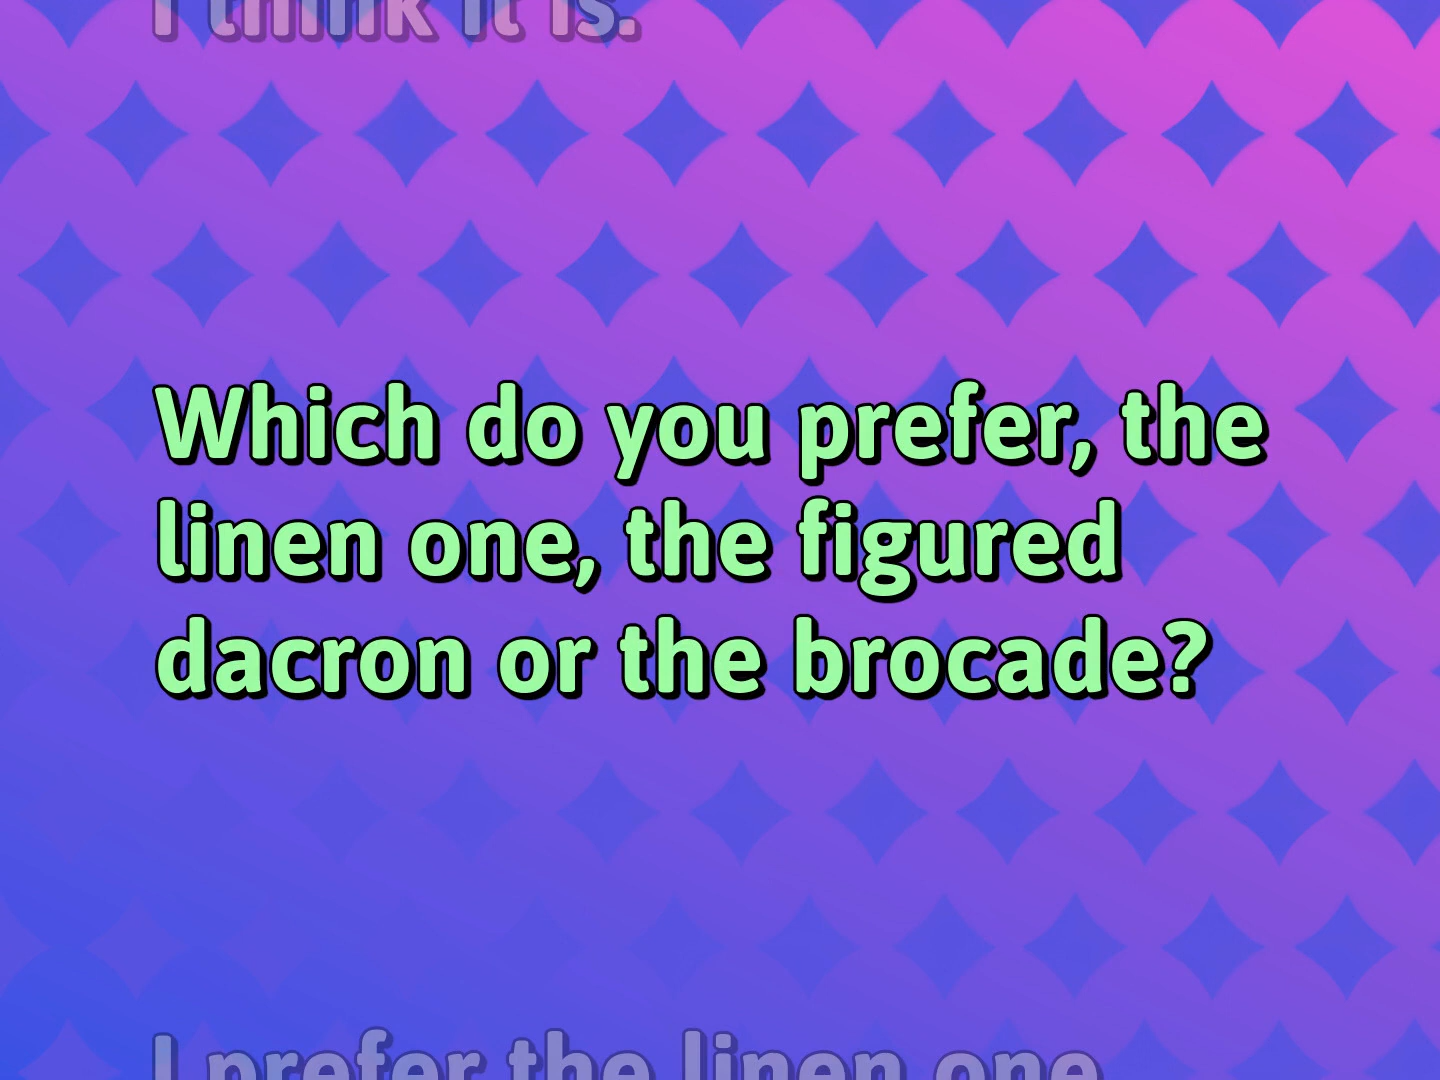 I think it is.
Which do you prefer, the
linen one, the figured
dacron or the brocade?
I prefer the linen one